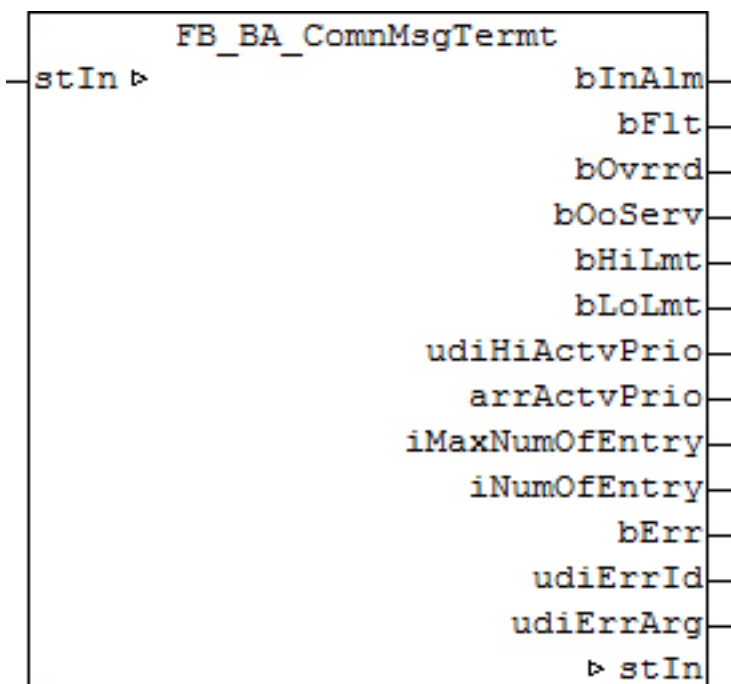 FB_BA_ComnMsgTermt
stIn ▷ bInAlm
bFlt
bOvrrd
bOoServ
bHiLmt
bLoLmt
udiHiActvPrio
arrActvPrio
iMaxNumOfEntry
iNumOfEntry
bErr
udiErrId
udiErrArg
▷ stIn